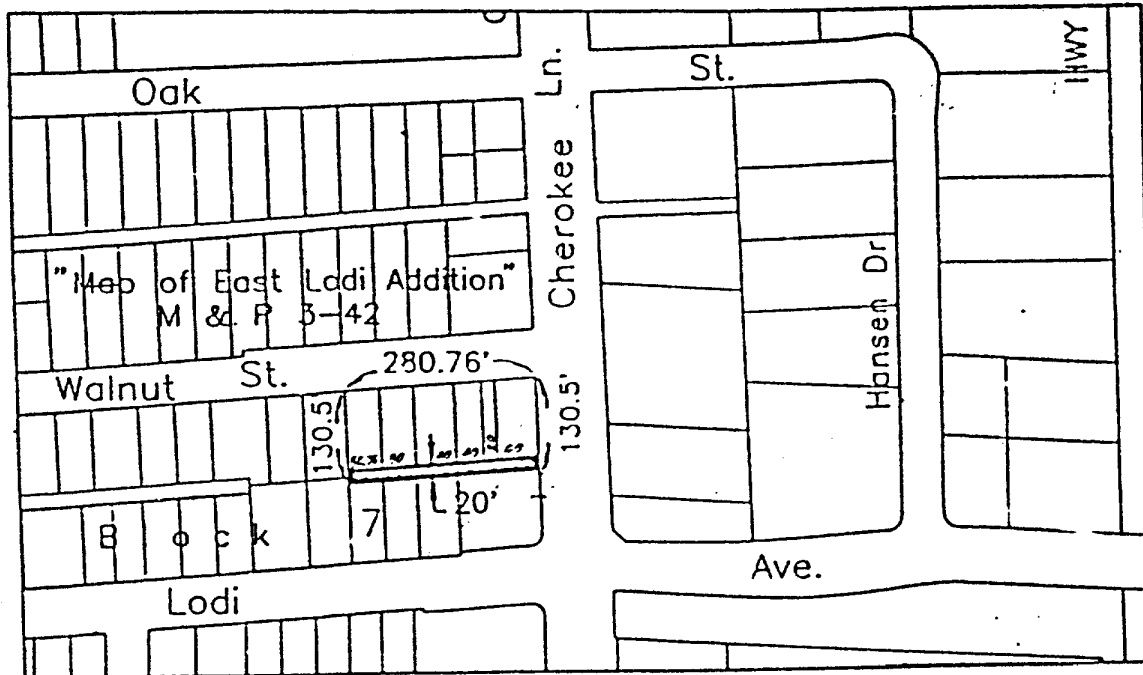 HWY
Ln.
St.
Oak
Cherokee
"Map of East Lodi Addition"
M & P 3-42
Hansen Dr
280.76'
Walnut St.
130.5'
130.5'
20'
Block 7
Ave.
Lodi